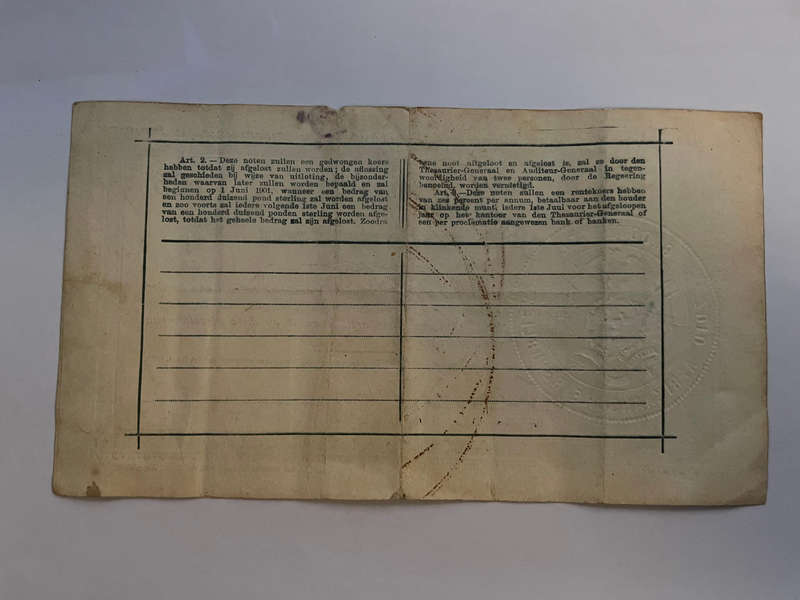 Art. 2. — Deze noten zullen een gedwongen koers
hebben totdat zij afgelost zullen worden; de aflossing
zal geschieden bij wijze van uitloting, de bijzonder-
heden waarvan later zullen worden bepaald en zal
beginnen op 1 Juni 1901, wanneer een bedrag van
een honderd duizend pond sterling zal worden afgelost
en zoo voorts zal iedere volgende 1ste Juni een bedrag
van een honderd duizend ponden sterling worden afge-
lost, totdat het geheele bedrag zal zijn afgelost. Zoodra
eene noot uitgeloot en afgelost is, zal ze door den
Thesaurier-Generaal en Auditeur-Generaal in tegen-
woordigheid van twee personen, door de Regeering
benoemd, worden vernietigd.
Art. 3.—Deze noten zullen een rentekoers hebben
van zes percent per annum, betaalbaar aan den houder
in klinkende munt, iedere 1ste Juni voor het afgeloopen
jaar op het kantoor van den Thesaurier-Generaal of
een per proclamatie aangewezen bank of banken.